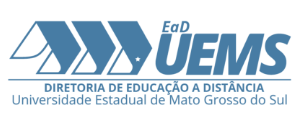 EaD
UEMS
DIRETORIA DE EDUCAÇÃO A DISTÂNCIA
Universidade Estadual de Mato Grosso do Sul